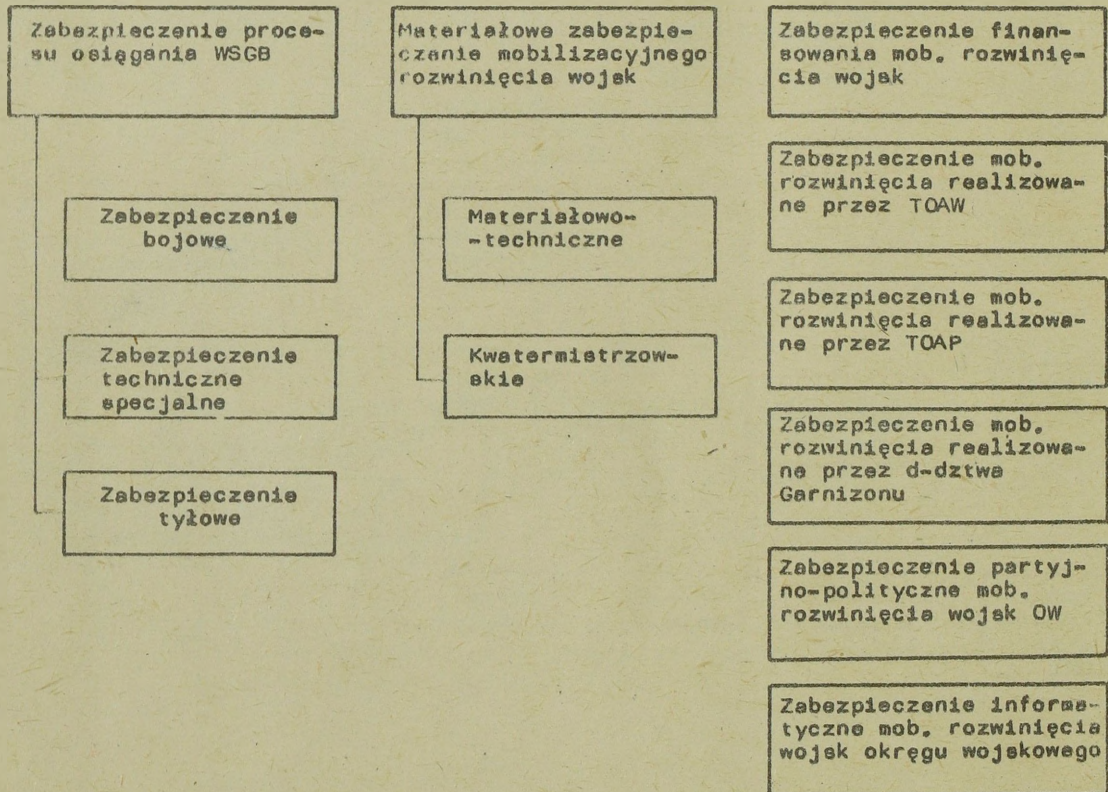 Zabezpieczenie proce-
su osięgania WSGB
Zabezpieczenie
bojowe
Zabezpieczenie
techniczne
specjalne
Zabezpieczenie
tyłowe
Materiałowe zabezpie-
czenie mobilizacyjnego
rozwinięcia wojsk
Materiałowo-
-techniczne
Kwatermistrzow-
skie
Zabezpieczenie finan-
sowania mob. rozwinię-
cia wojsk
Zabezpieczenie mob.
rozwinięcia realizowa-
ne przez TOAW
Zabezpieczenie mob.
rozwinięcia realizowa-
ne przez TOAP
Zabezpieczenie mob.
rozwinięcia realizowa-
ne przez d-dztwa
Garnizonu
Zabezpieczenie partyj-
no-polityczne mob.
rozwinięcia wojsk OW
Zabezpieczenie informa-
tyczne mob. rozwinięcia
wojsk okręgu wojskowego